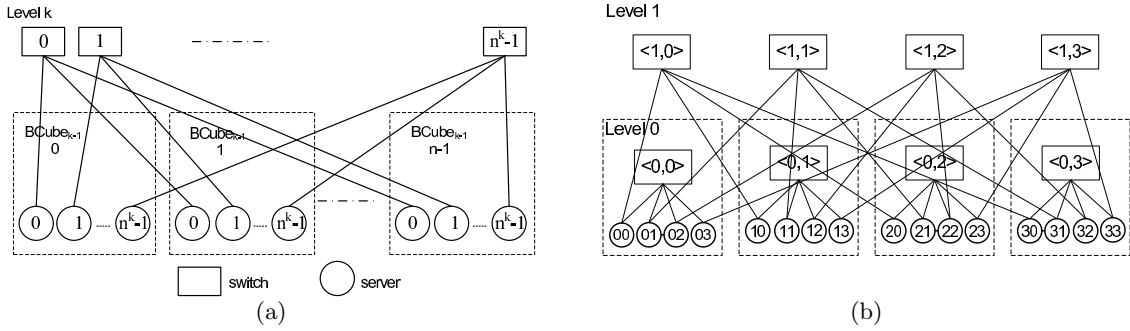 Level k
0
1
n^k-1
BCube_k-1
0
BCube_k-1
1
BCube_k-1
n-1
0
1
n^k-1
0
1
n^k-1
0
1
n^k-1
switch
server
(a)
Level 1
<1,0>
<1,1>
<1,2>
<1,3>
Level 0
<0,0>
<0,1>
<0,2>
<0,3>
00
01
02
03
10
11
12
13
20
21
22
23
30
31
32
33
(b)